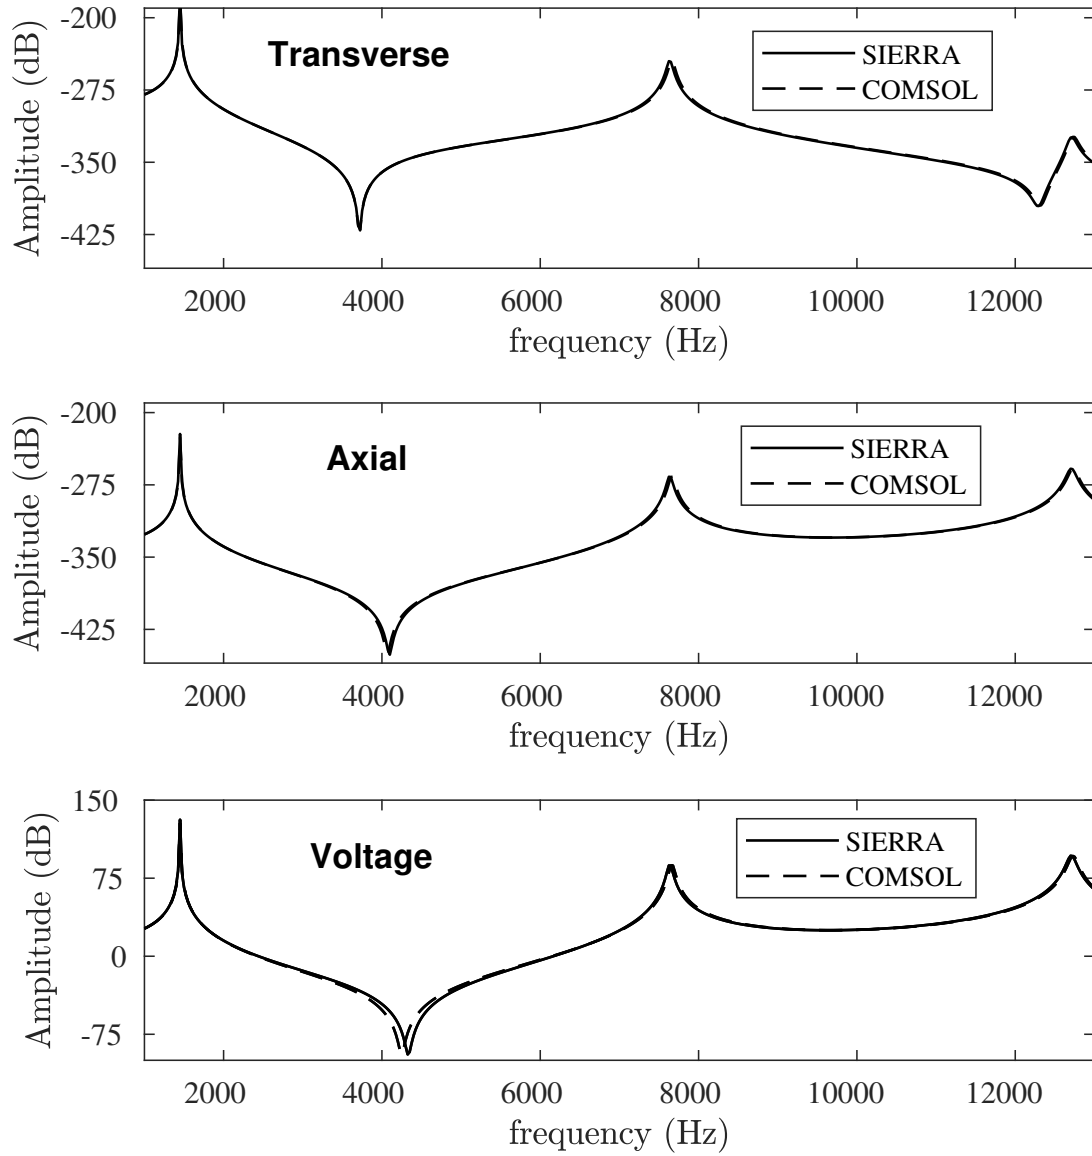 -200
-275
-350
-425
Amplitude (dB)
Transverse
SIERRA
COMSOL
2000 4000 6000 8000 10000 12000
frequency (Hz)
-200
-275
-350
-425
Amplitude (dB)
Axial
SIERRA
COMSOL
2000 4000 6000 8000 10000 12000
frequency (Hz)
150
75
0
-75
Amplitude (dB)
Voltage
SIERRA
COMSOL
2000 4000 6000 8000 10000 12000
frequency (Hz)